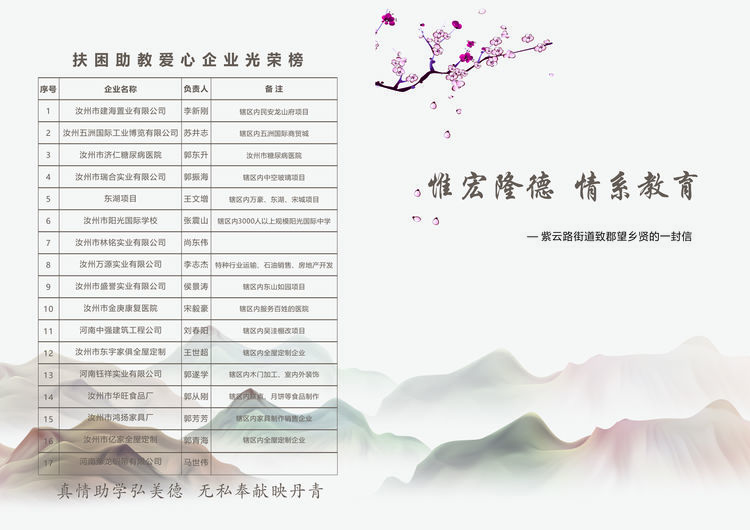 扶困助教爱心企业光荣榜
序号 企业名称 负责人 备注
1 汝州市建海置业有限公司 李新刚 辖区内民安龙山府项目
2 汝州五洲国际工业博览有限公司 苏井志 辖区内五洲国际商贸城
3 汝州市济仁糖尿病医院 郭东升 汝州市糖尿病医院
4 汝州市瑞合实业有限公司 郭振海 辖区内中空玻璃项目
5 东湖项目 王文增 辖区内万豪、东湖、宋城项目
6 汝州市阳光国际学校 张震山 辖区内3000人以上规模阳光国际中学
7 汝州市林铭实业有限公司 尚东伟
8 汝州万源实业有限公司 李志杰 特种行业运输、石油销售、房地产开发
9 汝州市盛誉实业有限公司 侯景涛 辖区内东山如园项目
10 汝州市金庚康复医院 宋毅豪 辖区内服务百姓的医院
11 河南中强建筑工程公司 刘春阳 辖区内吴洼棚改项目
12 汝州市东宇家俱全屋定制 王世超 辖区内全屋定制企业
13 河南钰祥实业有限公司 郭遂学 辖区内木门加工、室内外装饰
14 汝州市华旺食品厂 郭从刚 辖区内糕点、月饼等食品制作
15 汝州市鸿扬家具厂 郭芳芳 辖区内家具制作销售企业
16 汝州市亿家全屋定制 郭青海 辖区内全屋定制企业
17 河南 有限公司 马世伟
真情助学弘美德 无私奉献映丹青
惟宏隆德 情系教育
— 紫云路街道致郡望乡贤的一封信